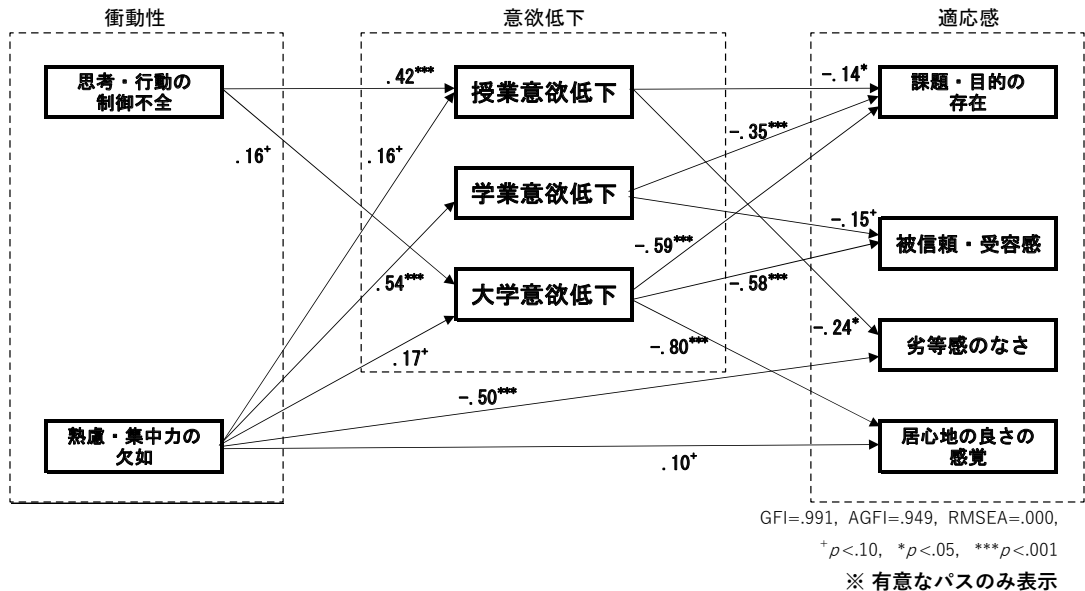 衝動性
意欲低下
適応感
思考・行動の
制御不全
熟慮・集中力の
欠如
授業意欲低下
学業意欲低下
大学意欲低下
課題・目的の
存在
被信頼・受容感
劣等感のなさ
居心地の良さの
感覚
.42***
.16+
.16+
.54***
.17+
-.50***
.10+
-.14*
-.35***
-.15+
-.59***
-.58***
-.24*
-.80***
GFI=.991, AGFI=.949, RMSEA=.000,
+p<.10, *p<.05, ***p<.001
※ 有意なパスのみ表示